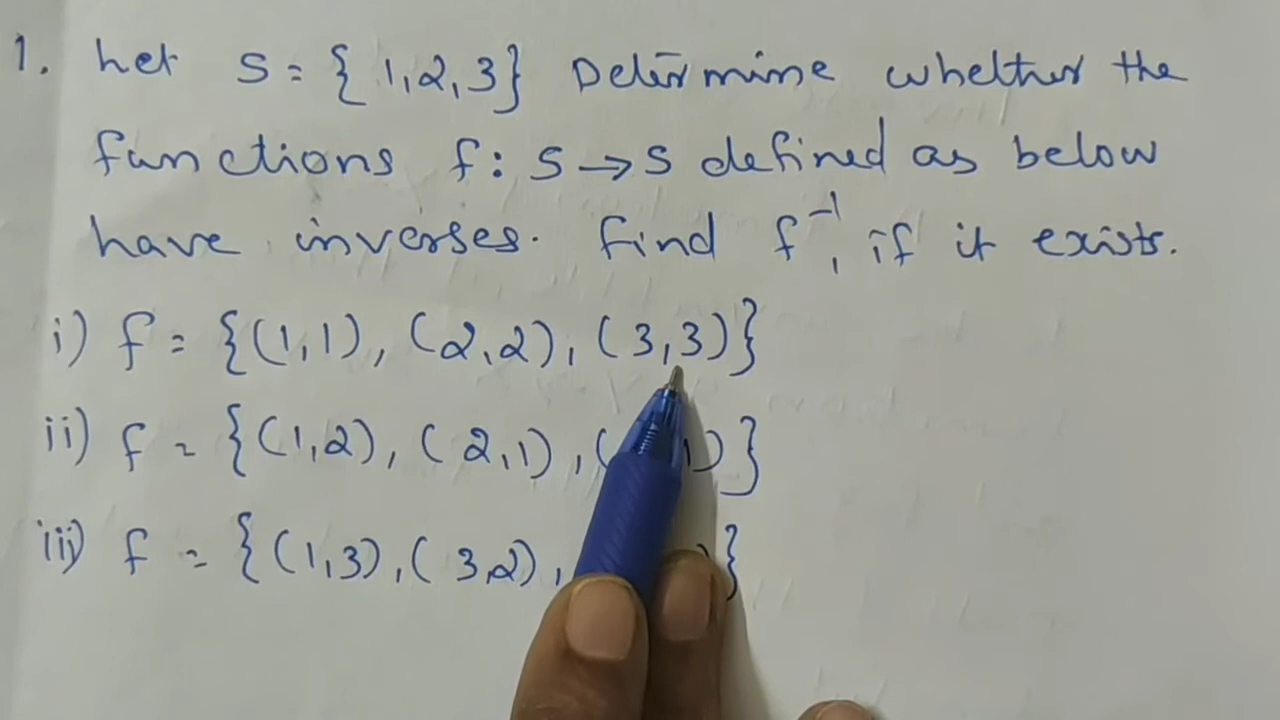 1. Let S = { 1, 2, 3 } Determine whether the
functions f : S → S defined as below
have inverses. Find f⁻¹, if it exists.
i) f = {(1,1), (2,2), (3,3)}
ii) f = {(1,2), (2,1), ( ,1)}
iii) f = {(1,3), (3,2), )}